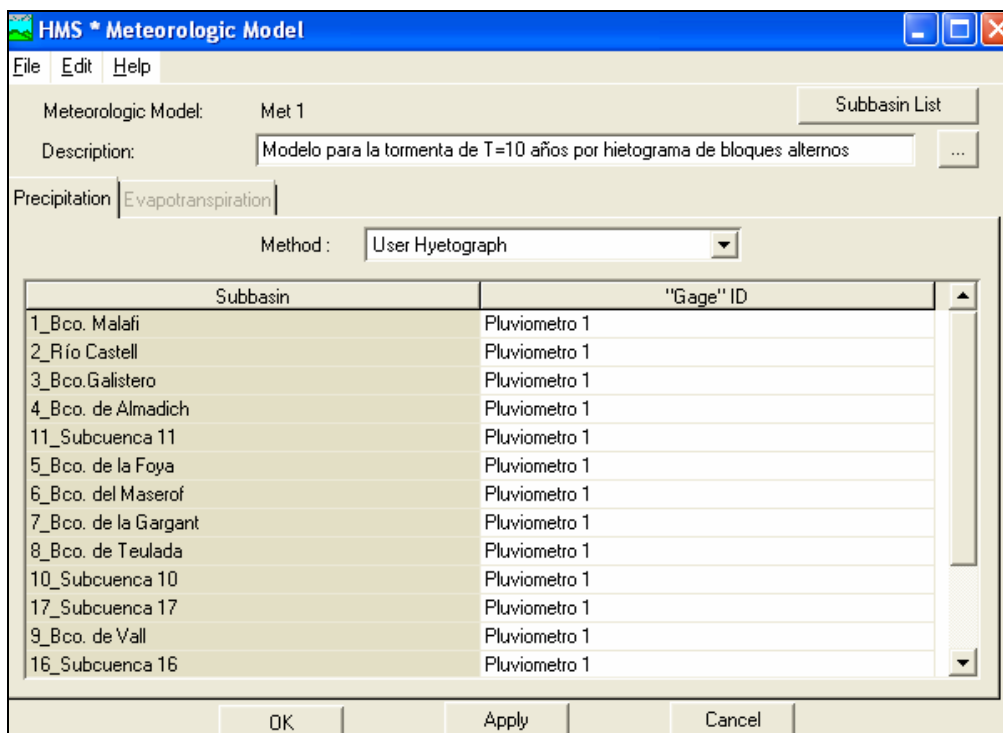 HMS * Meteorologic Model
File Edit Help
Meteorologic Model: Met 1 Subbasin List
Description: Modelo para la tormenta de T=10 años por hietograma de bloques alternos ...
Precipitation Evapotranspiration
Method : User Hyetograph
Subbasin "Gage" ID
1_Bco. Malafi Pluviometro 1
2_Río Castell Pluviometro 1
3_Bco.Galistero Pluviometro 1
4_Bco. de Almadich Pluviometro 1
11_Subcuenca 11 Pluviometro 1
5_Bco. de la Foya Pluviometro 1
6_Bco. del Maserof Pluviometro 1
7_Bco. de la Gargant Pluviometro 1
8_Bco. de Teulada Pluviometro 1
10_Subcuenca 10 Pluviometro 1
17_Subcuenca 17 Pluviometro 1
9_Bco. de Vall Pluviometro 1
16_Subcuenca 16 Pluviometro 1
OK Apply Cancel